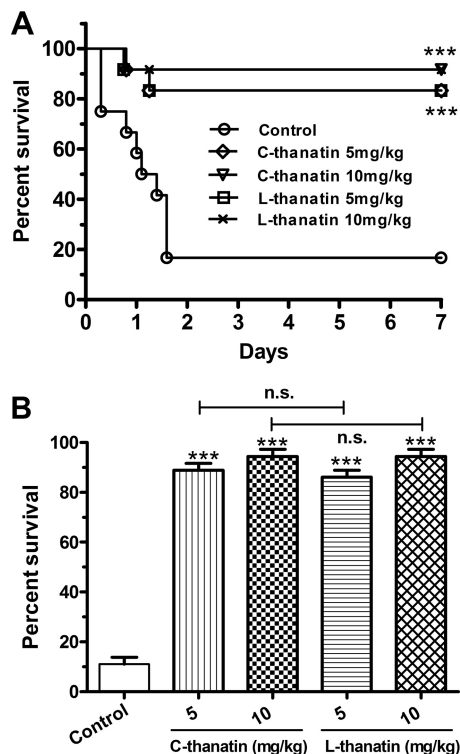 A
Percent survival
100
80
60
40
20
0
***
***
Control
C-thanatin 5mg/kg
C-thanatin 10mg/kg
L-thanatin 5mg/kg
L-thanatin 10mg/kg
0 1 2 3 4 5 6 7
Days
B
n.s.
n.s.
Percent survival
100
80
60
40
20
0
*** *** *** ***
Control 5 10 5 10
C-thanatin (mg/kg) L-thanatin (mg/kg)